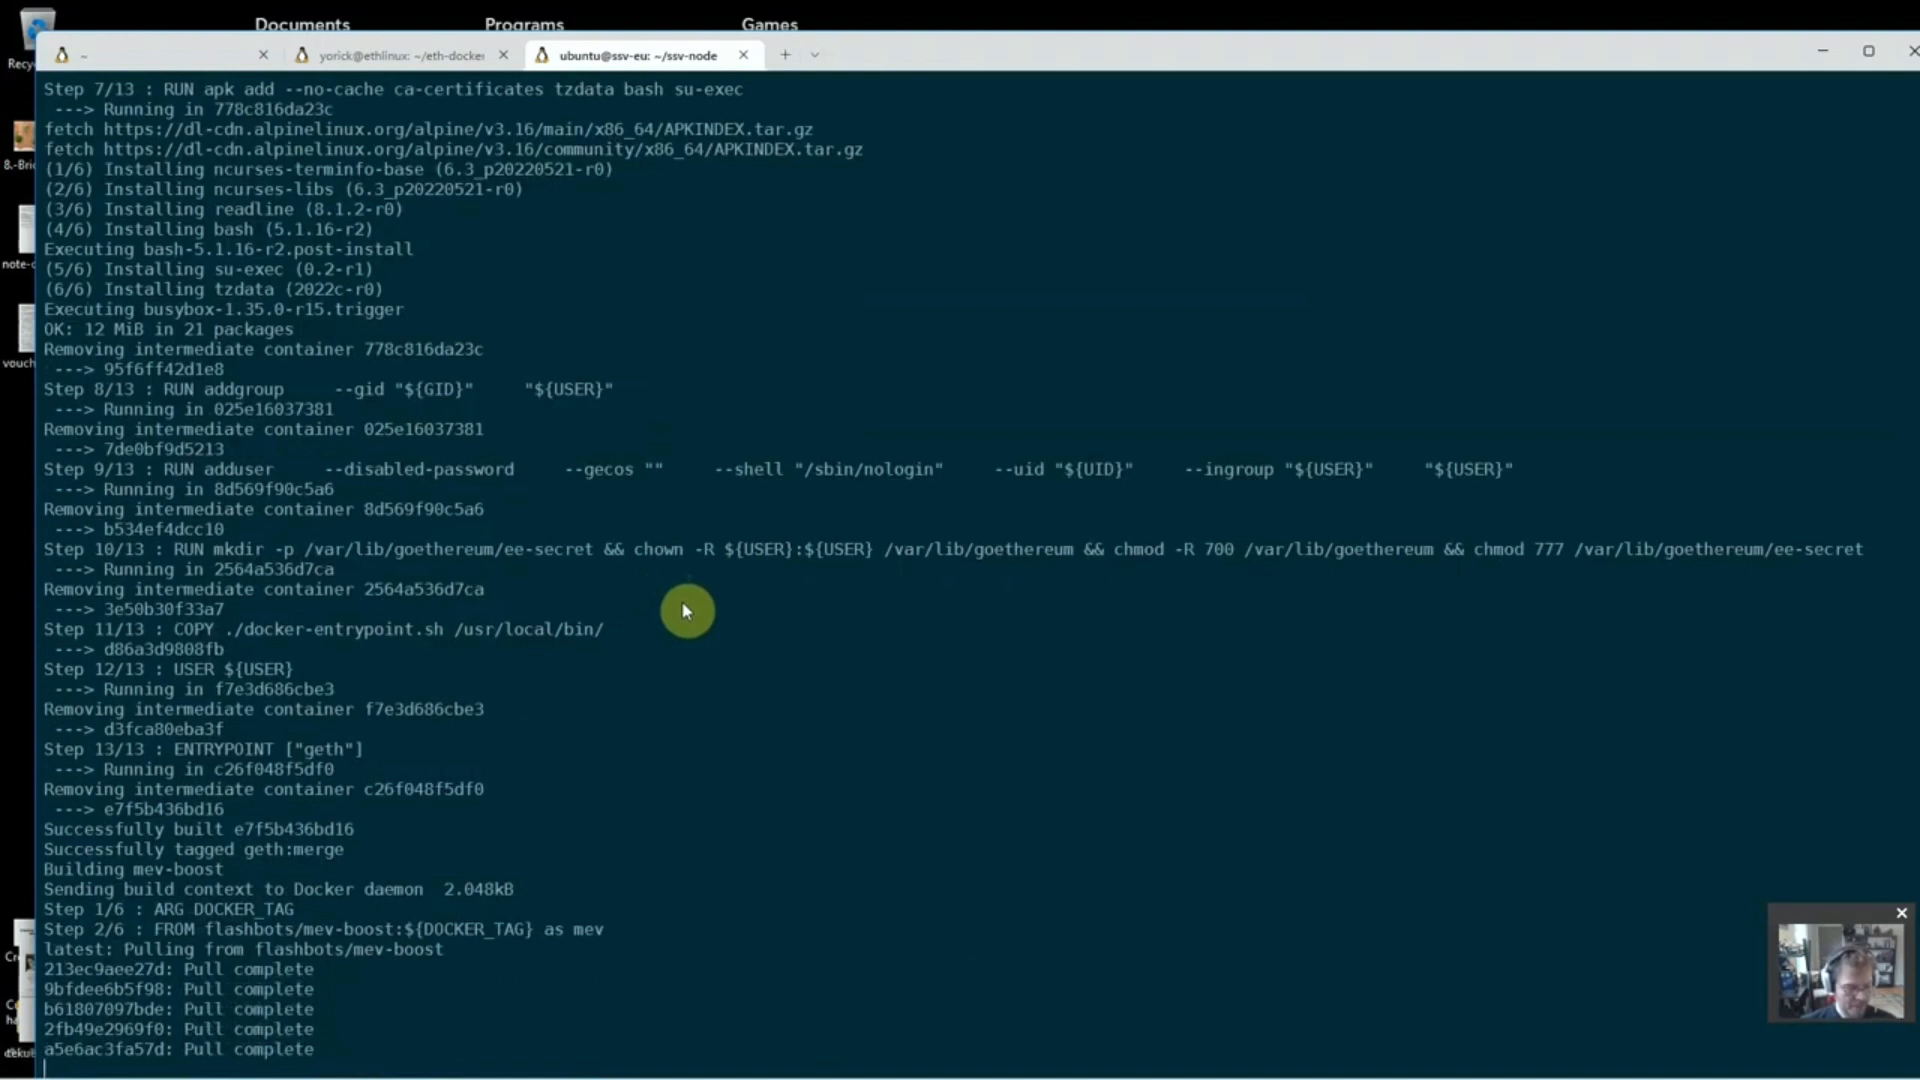 Documents Programs Games
~ yorick@ethlinux: ~/eth-docker ubuntu@ssv-eu: ~/ssv-node
Step 7/13 : RUN apk add --no-cache ca-certificates tzdata bash su-exec
---> Running in 778c816da23c
fetch https://dl-cdn.alpinelinux.org/alpine/v3.16/main/x86_64/APKINDEX.tar.gz
fetch https://dl-cdn.alpinelinux.org/alpine/v3.16/community/x86_64/APKINDEX.tar.gz
(1/6) Installing ncurses-terminfo-base (6.3_p20220521-r0)
(2/6) Installing ncurses-libs (6.3_p20220521-r0)
(3/6) Installing readline (8.1.2-r0)
(4/6) Installing bash (5.1.16-r2)
Executing bash-5.1.16-r2.post-install
(5/6) Installing su-exec (0.2-r1)
(6/6) Installing tzdata (2022c-r0)
Executing busybox-1.35.0-r15.trigger
OK: 12 MiB in 21 packages
Removing intermediate container 778c816da23c
---> 95f6ff42d1e8
Step 8/13 : RUN addgroup     --gid "${GID}"     "${USER}"
---> Running in 025e16037381
Removing intermediate container 025e16037381
---> 7de0bf9d5213
Step 9/13 : RUN adduser     --disabled-password     --gecos ""     --shell "/sbin/nologin"     --uid "${UID}"     --ingroup "${USER}"     "${USER}"
---> Running in 8d569f90c5a6
Removing intermediate container 8d569f90c5a6
---> b534ef4dcc10
Step 10/13 : RUN mkdir -p /var/lib/goethereum/ee-secret && chown -R ${USER}:${USER} /var/lib/goethereum && chmod -R 700 /var/lib/goethereum && chmod 777 /var/lib/goethereum/ee-secret
---> Running in 2564a536d7ca
Removing intermediate container 2564a536d7ca
---> 3e50b30f33a7
Step 11/13 : COPY ./docker-entrypoint.sh /usr/local/bin/
---> d86a3d9808fb
Step 12/13 : USER ${USER}
---> Running in f7e3d686cbe3
Removing intermediate container f7e3d686cbe3
---> d3fca80eba3f
Step 13/13 : ENTRYPOINT ["geth"]
---> Running in c26f048f5df0
Removing intermediate container c26f048f5df0
---> e7f5b436bd16
Successfully built e7f5b436bd16
Successfully tagged geth:merge
Building mev-boost
Sending build context to Docker daemon  2.048kB
Step 1/6 : ARG DOCKER_TAG
Step 2/6 : FROM flashbots/mev-boost:${DOCKER_TAG} as mev
latest: Pulling from flashbots/mev-boost
213ec9aee27d: Pull complete
9bfdee6b5f98: Pull complete
b61807097bde: Pull complete
2fb49e2969f0: Pull complete
a5e6ac3fa57d: Pull complete